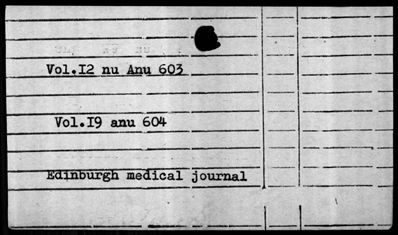 Vol.I2 nu Anu 603
Vol.I9 anu 604
Edinburgh medical journal